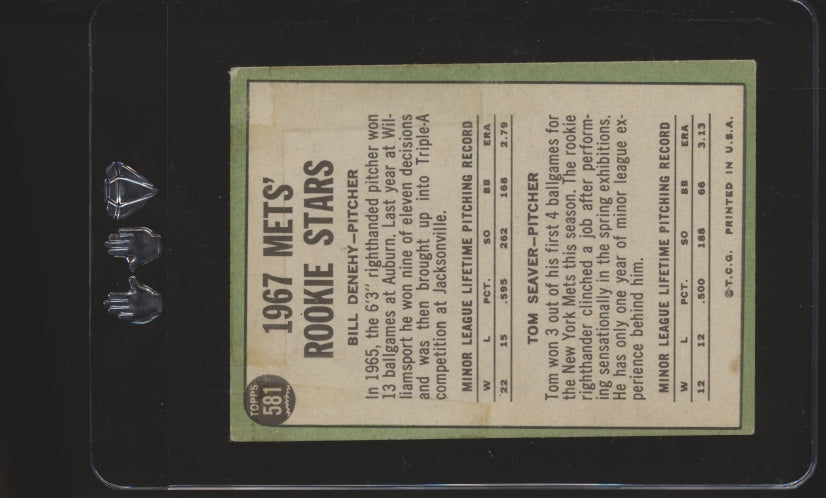 TOPPS
581
1967 METS'
ROOKIE STARS
BILL DENEHY—PITCHER
In 1965, the 6'3" righthanded pitcher won
13 ballgames at Auburn. Last year at Wil-
liamsport he won nine of eleven decisions
and was then brought up into Triple-A
competition at Jacksonville.
MINOR LEAGUE LIFETIME PITCHING RECORD
W L PCT. SO BB ERA
22 15 .595 262 168 2.79
TOM SEAVER—PITCHER
Tom won 3 out of his first 4 ballgames for
the New York Mets this season. The rookie
righthander clinched a job after perform-
ing sensationally in the spring exhibitions.
He has only one year of minor league ex-
perience behind him.
MINOR LEAGUE LIFETIME PITCHING RECORD
W L PCT. SO BB ERA
12 12 .500 188 66 3.13
©T.C.G. PRINTED IN U.S.A.